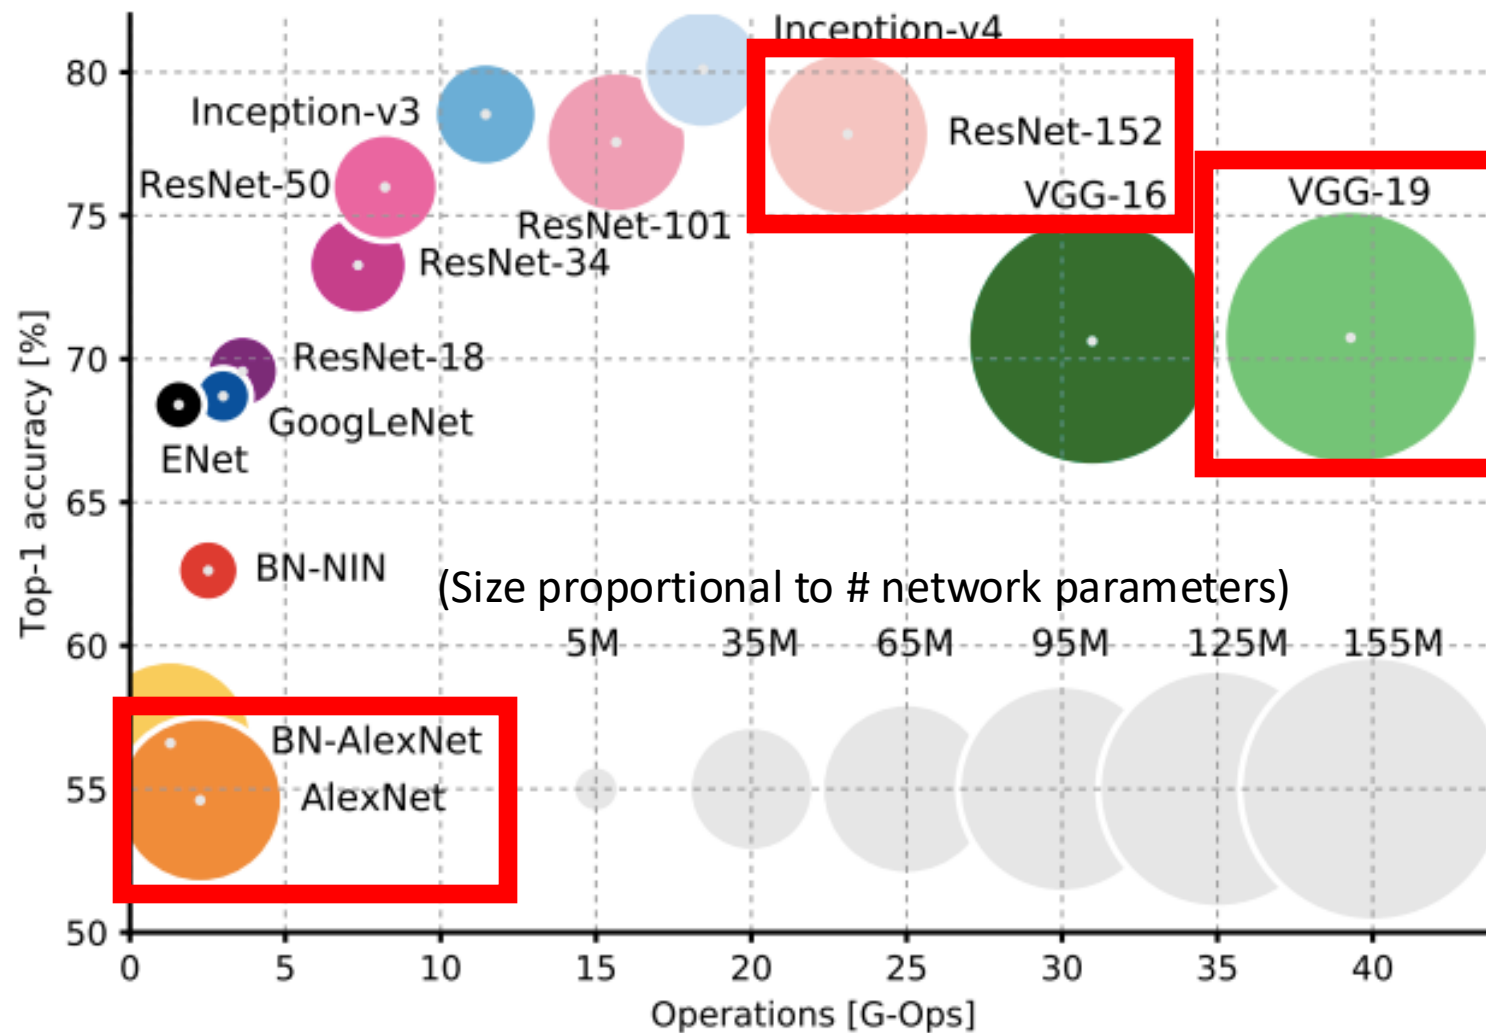 Inception-v4
80
Inception-v3
ResNet-152
ResNet-50
VGG-16
VGG-19
75
ResNet-101
ResNet-34
Top-1 accuracy [%]
70
ResNet-18
GoogLeNet
ENet
65
BN-NIN
(Size proportional to # network parameters)
60
5M 35M 65M 95M 125M 155M
BN-AlexNet
55
AlexNet
50
0 5 10 15 20 25 30 35 40
Operations [G-Ops]